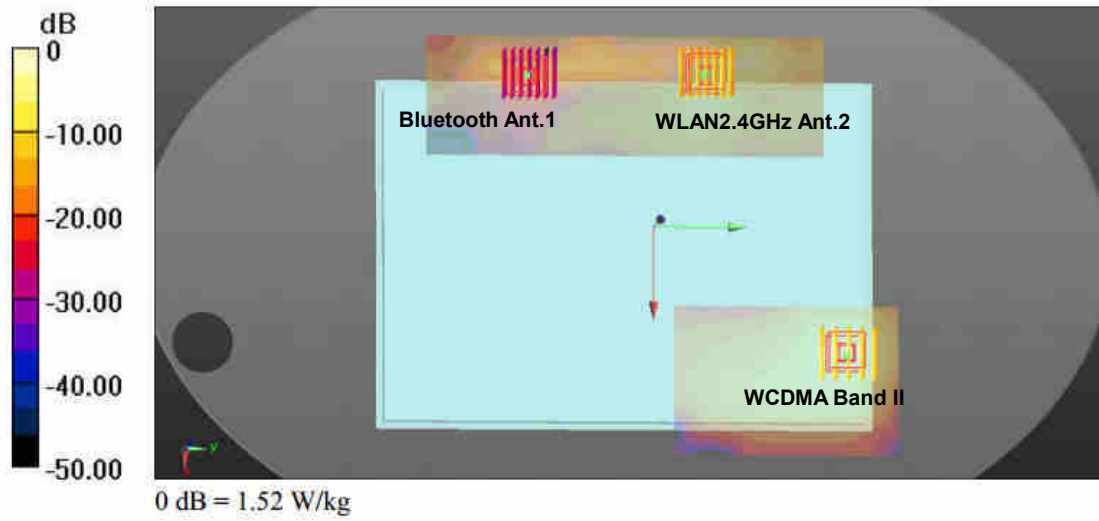 dB
0
-10.00
-20.00
-30.00
-40.00
-50.00
Bluetooth Ant.1
WLAN2.4GHz Ant.2
WCDMA Band II
y
0 dB = 1.52 W/kg